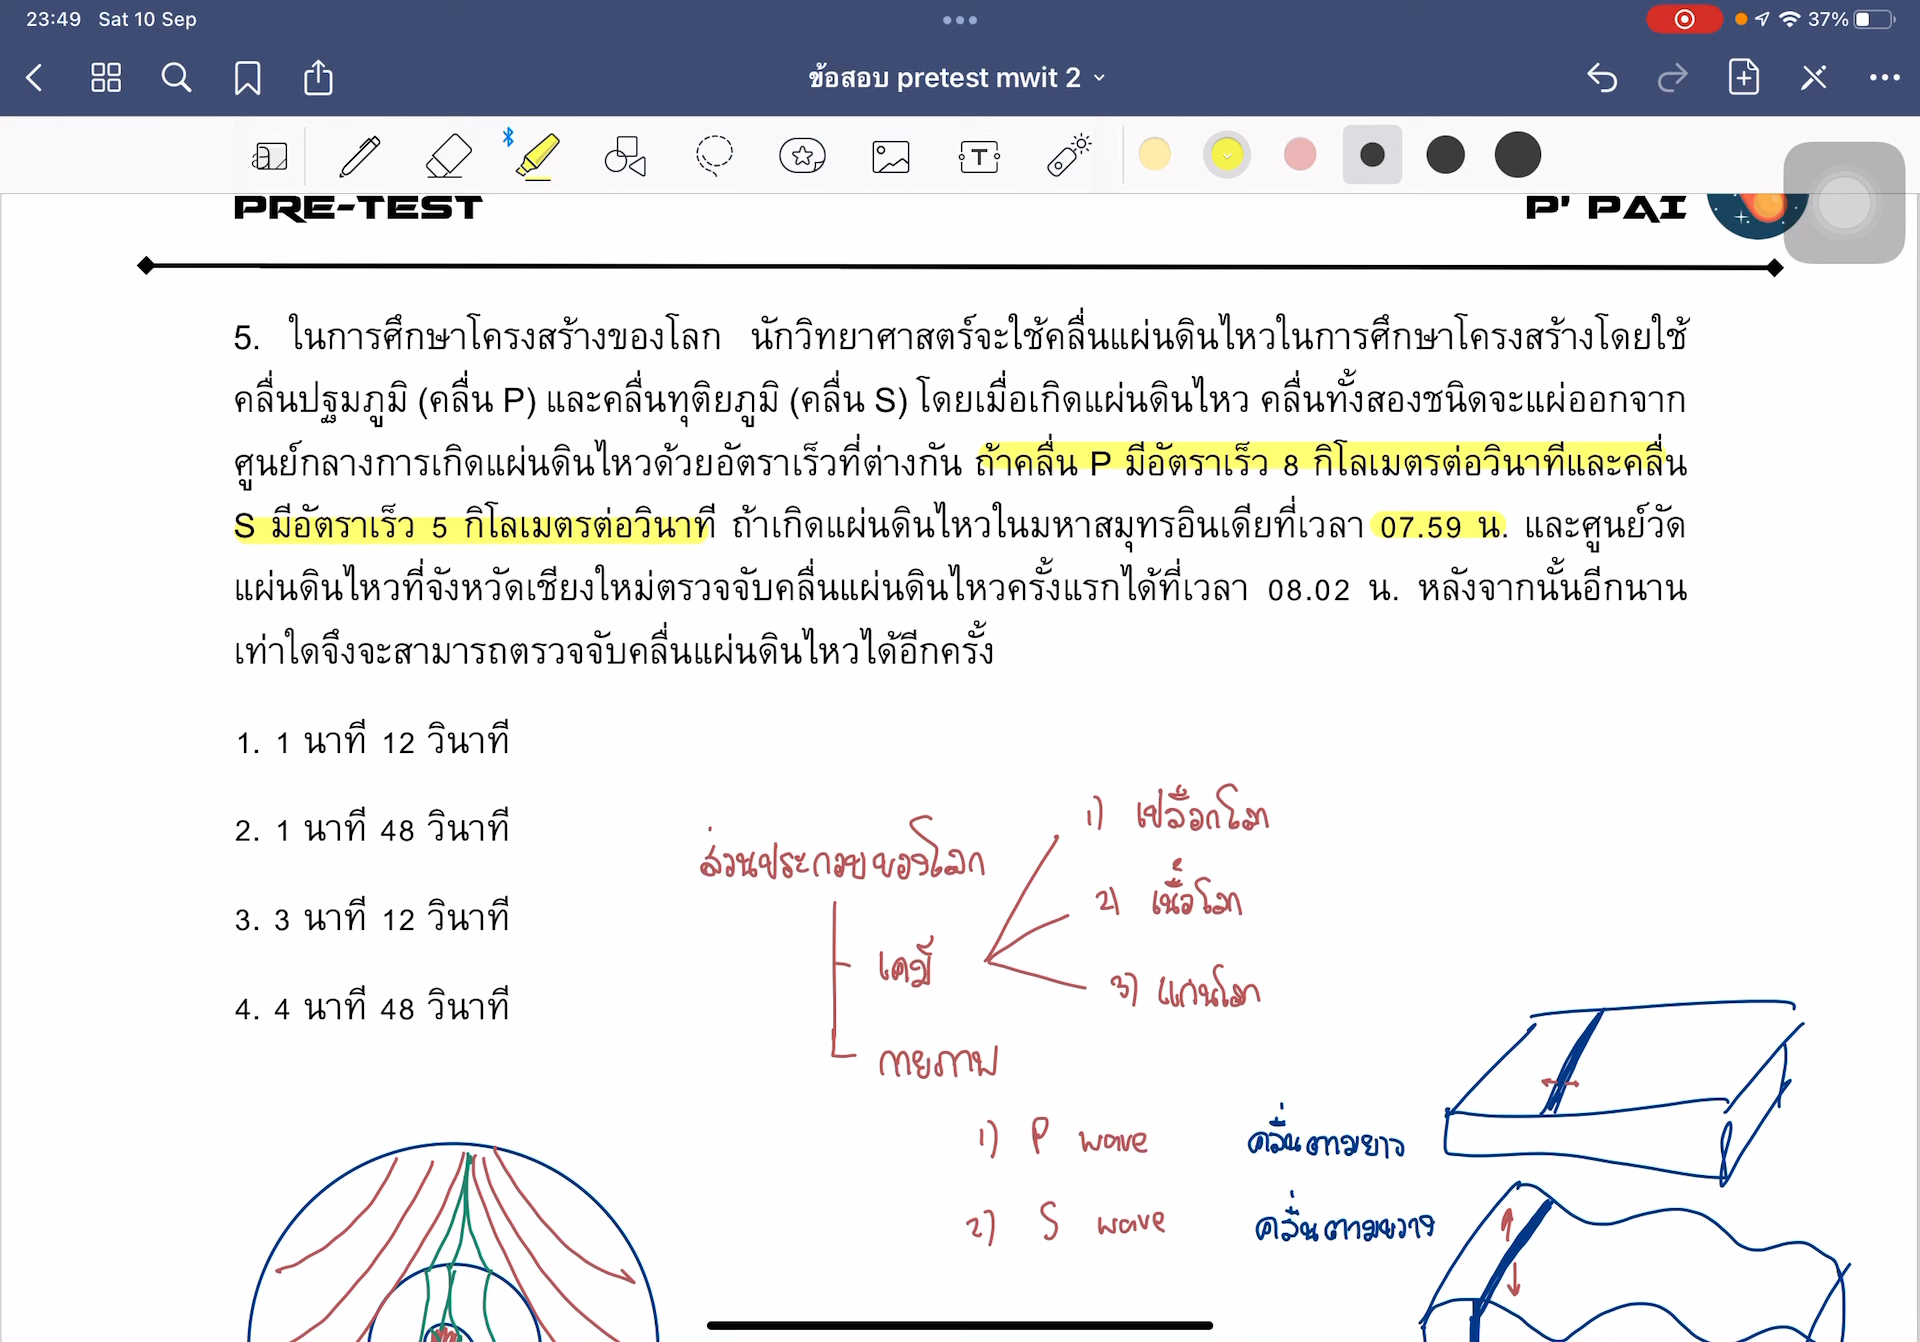 23:49 Sat 10 Sep
37%
ข้อสอบ pretest mwit 2
PRE-TEST
P' PAI
5. ในการศึกษาโครงสร้างของโลก นักวิทยาศาสตร์จะใช้คลื่นแผ่นดินไหวในการศึกษาโครงสร้างโดยใช้
คลื่นปฐมภูมิ (คลื่น P) และคลื่นทุติยภูมิ (คลื่น S) โดยเมื่อเกิดแผ่นดินไหว คลื่นทั้งสองชนิดจะแผ่ออกจาก
ศูนย์กลางการเกิดแผ่นดินไหวด้วยอัตราเร็วที่ต่างกัน ถ้าคลื่น P มีอัตราเร็ว 8 กิโลเมตรต่อวินาทีและคลื่น
S มีอัตราเร็ว 5 กิโลเมตรต่อวินาที ถ้าเกิดแผ่นดินไหวในมหาสมุทรอินเดียที่เวลา 07.59 น. และศูนย์วัด
แผ่นดินไหวที่จังหวัดเชียงใหม่ตรวจจับคลื่นแผ่นดินไหวครั้งแรกได้ที่เวลา 08.02 น. หลังจากนั้นอีกนาน
เท่าใดจึงจะสามารถตรวจจับคลื่นแผ่นดินไหวได้อีกครั้ง
1. 1 นาที 12 วินาที
2. 1 นาที 48 วินาที
3. 3 นาที 12 วินาที
4. 4 นาที 48 วินาที
ส่วนประกอบของโลก
เคมี
1) เปลือกโลก
2) เนื้อโลก
3) แก่นโลก
กายภาพ
1) P wave คลื่นตามยาว
2) S wave คลื่นตามขวาง